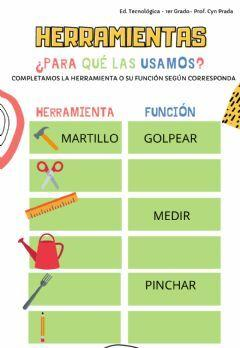 Ed. Tecnológica - 1er Grado- Prof. Cyn Prada
HERRAMIENTAS
¿PARA QUÉ LAS USAMOS?
COMPLETAMOS LA HERRAMIENTA O SU FUNCIÓN SEGÚN CORRESPONDA
HERRAMIENTA FUNCIÓN
MARTILLO GOLPEAR
MEDIR
PINCHAR